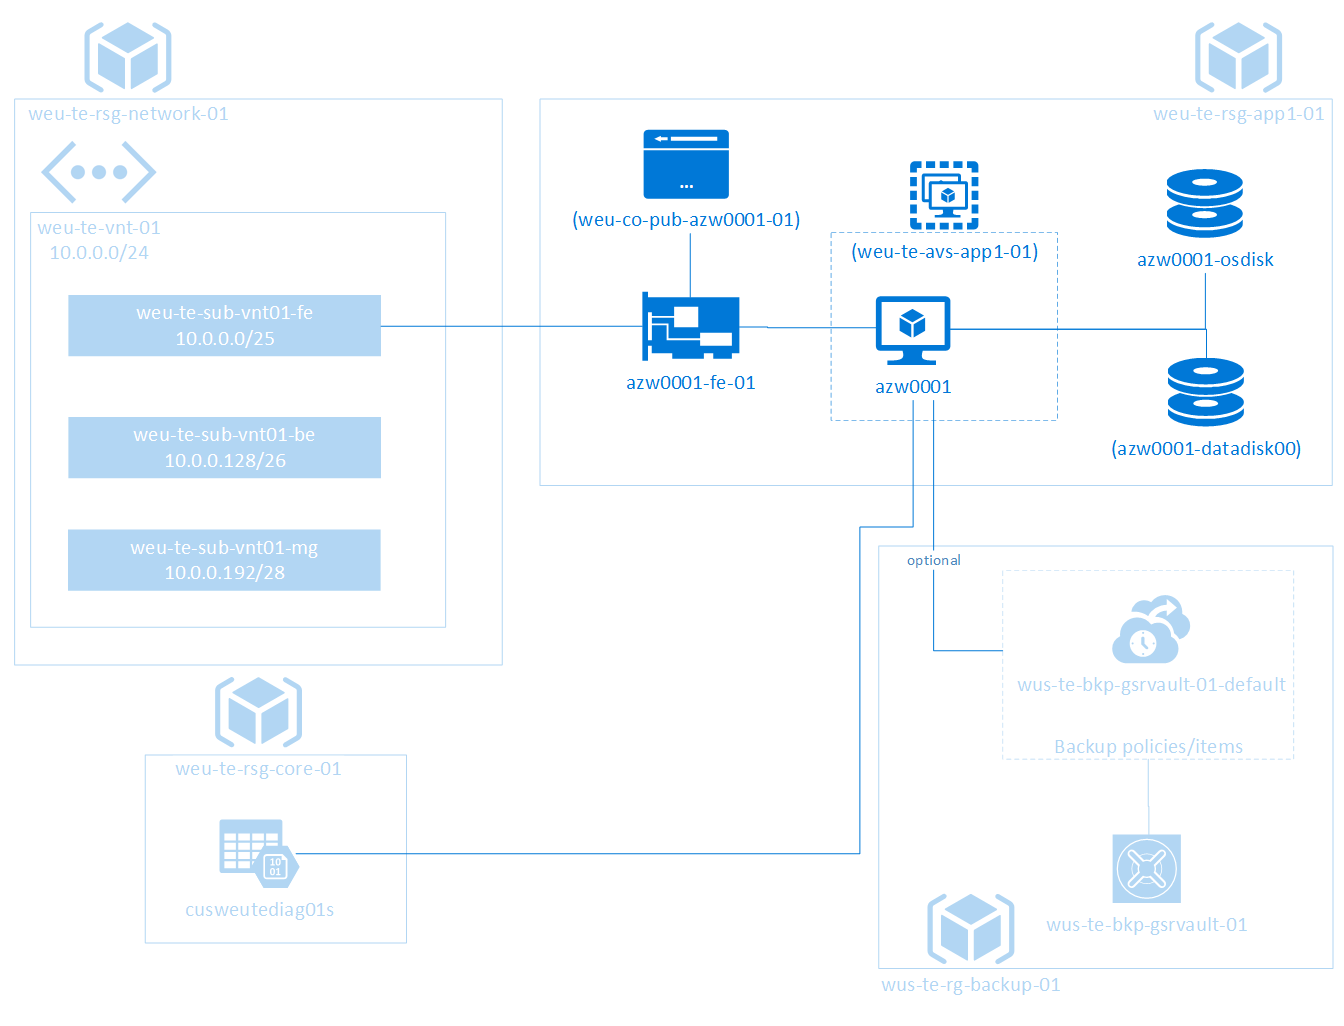 weu-te-rsg-network-01
weu-te-vnt-01
10.0.0.0/24
weu-te-sub-vnt01-fe
10.0.0.0/25
weu-te-sub-vnt01-be
10.0.0.128/26
weu-te-sub-vnt01-mg
10.0.0.192/28
weu-te-rsg-app1-01
...
(weu-co-pub-azw0001-01)
(weu-te-avs-app1-01)
azw0001-osdisk
azw0001-fe-01
azw0001
(azw0001-datadisk00)
optional
wus-te-bkp-gsrvault-01-default
Backup policies/items
wus-te-bkp-gsrvault-01
wus-te-rg-backup-01
weu-te-rsg-core-01
10
01
cusweutediag01s